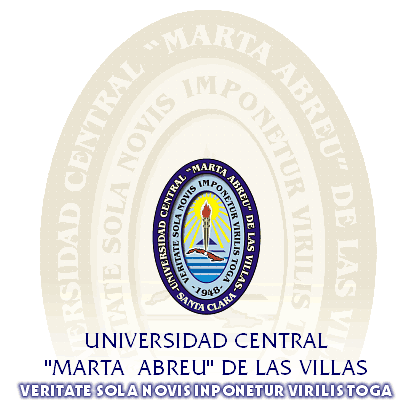 UNIVERSIDAD CENTRAL "MARTA ABREU" DE LAS VILLAS
VERITATE SOLA NOVIS IMPONETUR VIRILIS TOGA
UNIVERSIDAD CENTRAL "MARTA ABREU" DE LAS VILLAS
VERITATE SOLA NOVIS IMPONETUR VIRILIS TOGA
-1948-
-SANTA CLARA-
UNIVERSIDAD CENTRAL
"MARTA ABREU" DE LAS VILLAS
VERITATE SOLA NOVIS INPONETUR VIRILIS TOGA